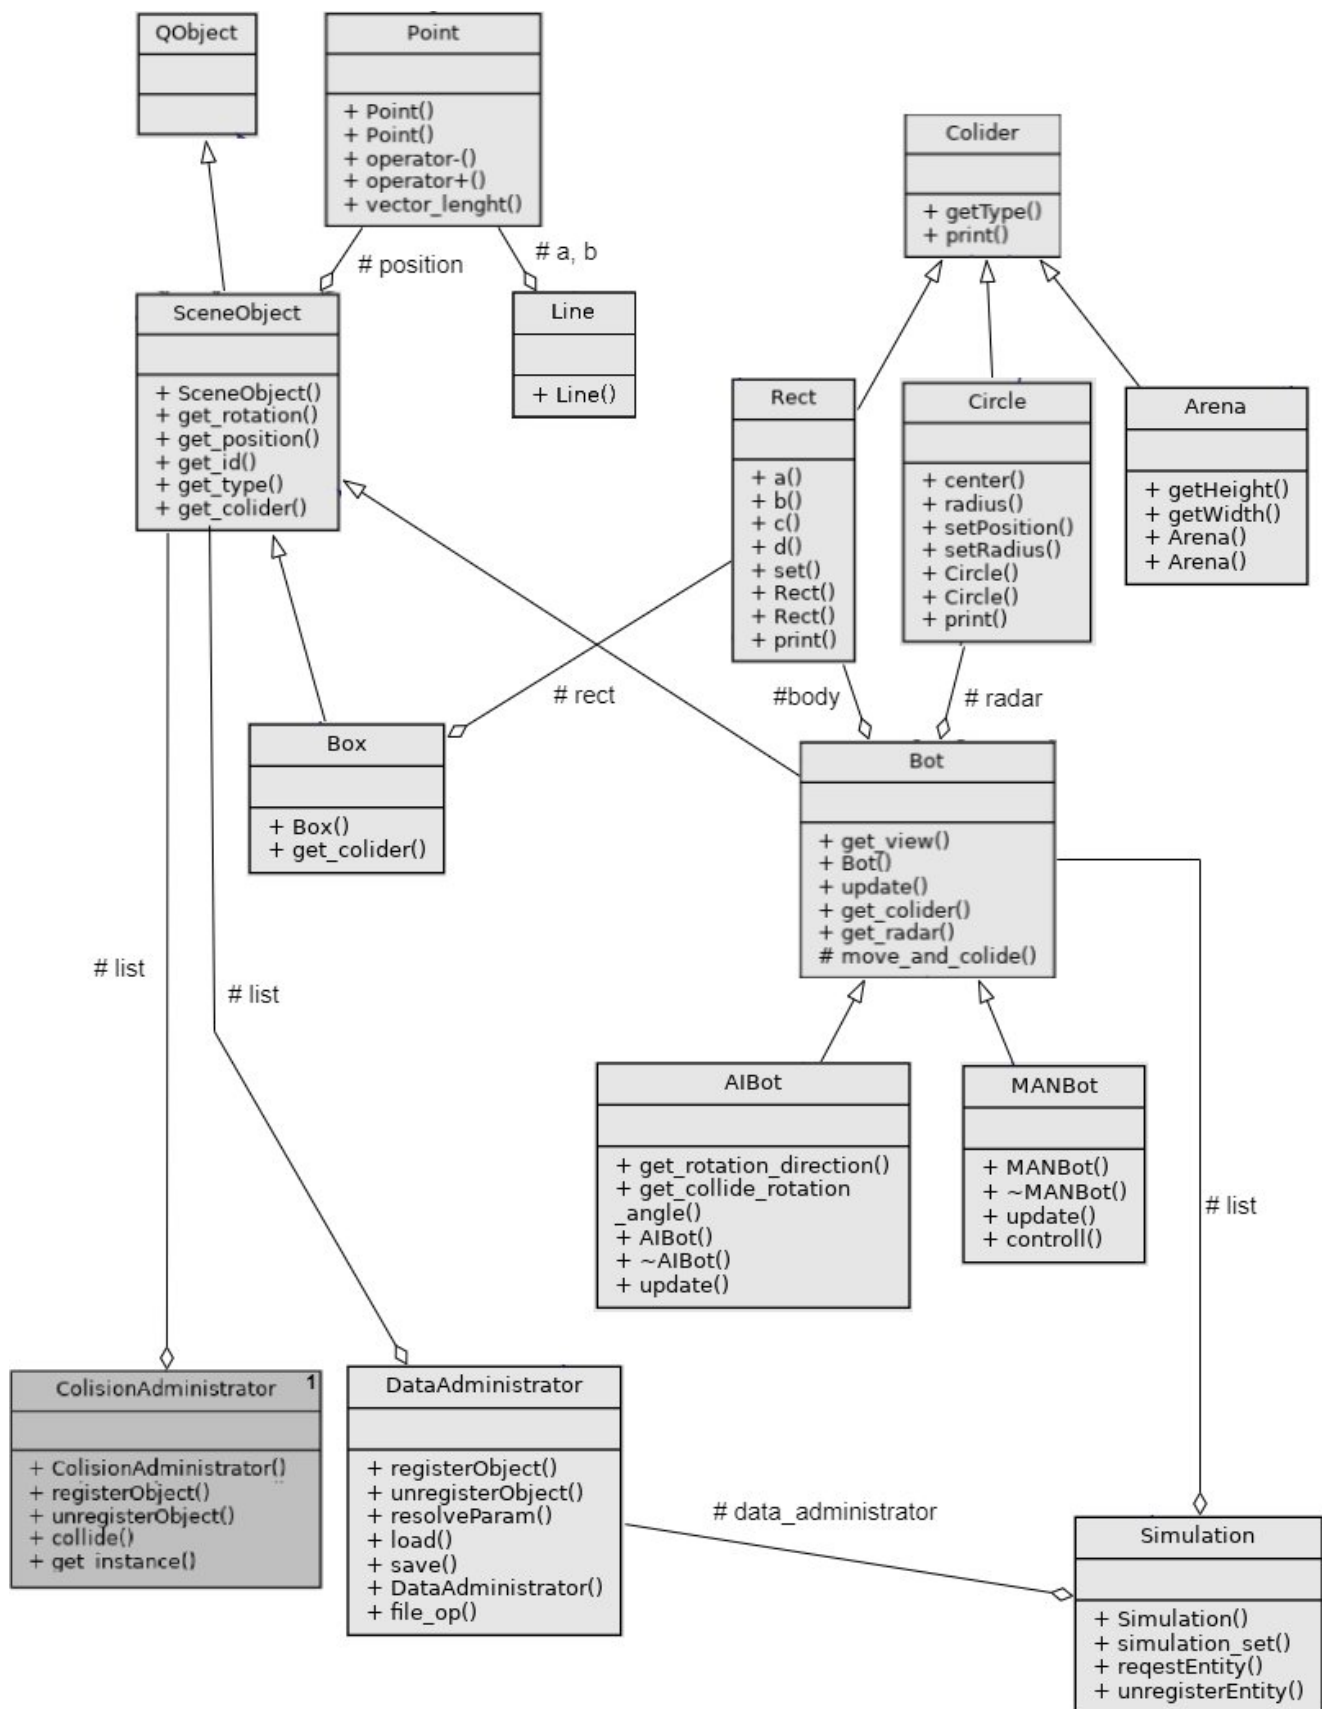 QObject
Point
+ Point()
+ Point()
+ operator-()
+ operator+()
+ vector_lenght()
Colider
+ getType()
+ print()
# position
# a, b
SceneObject
+ SceneObject()
+ get_rotation()
+ get_position()
+ get_id()
+ get_type()
+ get_colider()
Line
+ Line()
Rect
+ a()
+ b()
+ c()
+ d()
+ set()
+ Rect()
+ Rect()
+ print()
Circle
+ center()
+ radius()
+ setPosition()
+ setRadius()
+ Circle()
+ Circle()
+ print()
Arena
+ getHeight()
+ getWidth()
+ Arena()
+ Arena()
# rect
#body
# radar
Box
+ Box()
+ get_colider()
Bot
+ get_view()
+ Bot()
+ update()
+ get_colider()
+ get_radar()
# move_and_colide()
# list
# list
AIBot
+ get_rotation_direction()
+ get_collide_rotation
_angle()
+ AIBot()
+ ~AIBot()
+ update()
MANBot
+ MANBot()
+ ~MANBot()
+ update()
+ controll()
# list
ColisionAdministrator 1
+ ColisionAdministrator()
+ registerObject()
+ unregisterObject()
+ collide()
+ get_instance()
DataAdministrator
+ registerObject()
+ unregisterObject()
+ resolveParam()
+ load()
+ save()
+ DataAdministrator()
+ file_op()
# data_administrator
Simulation
+ Simulation()
+ simulation_set()
+ reqestEntity()
+ unregisterEntity()